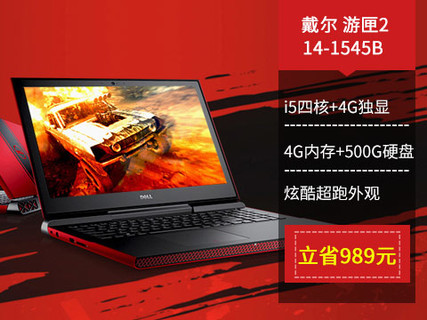 戴尔 游匣2
14-1545B
i5四核+4G独显
4G内存+500G硬盘
炫酷超跑外观
立省989元
DELL